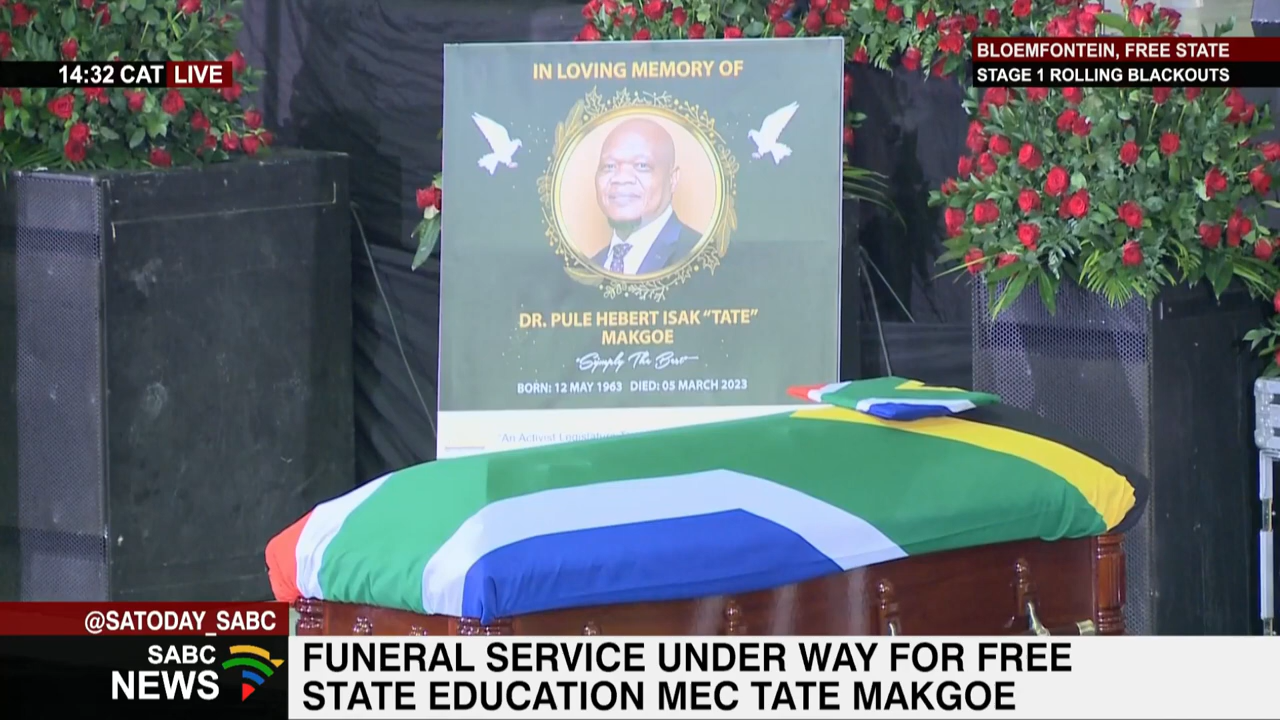 14:32 CAT LIVE
BLOEMFONTEIN, FREE STATE
STAGE 1 ROLLING BLACKOUTS
IN LOVING MEMORY OF
DR. PULE HEBERT ISAK “TATE”
MAKGOE
“Simply The Best”
BORN: 12 MAY 1963 DIED: 05 MARCH 2023
An Activist Legislature
@SATODAY_SABC
SABC
NEWS
FUNERAL SERVICE UNDER WAY FOR FREE
STATE EDUCATION MEC TATE MAKGOE